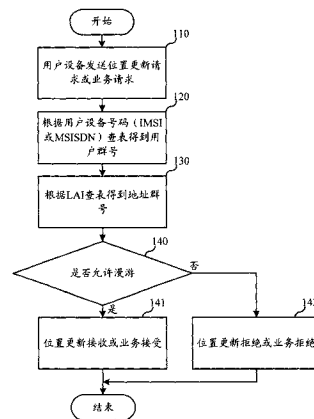 开始
110
用户设备发送位置更新请
求或业务请求
120
根据用户设备号码（IMSI
或MSISDN）查表得到用
户群号
130
根据LAI查表得到地址群
号
140
是否允许漫游
否
是
141
位置更新接收或业务接受
位置更新拒绝或业务拒绝
结束